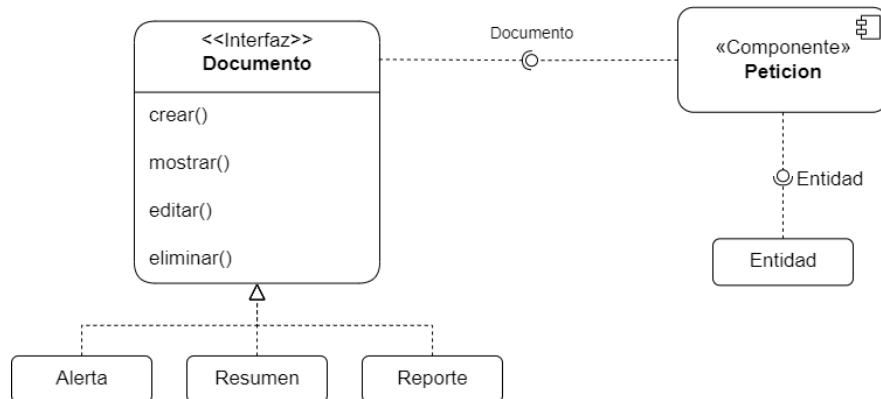 <<Interfaz>>
Documento
crear()
mostrar()
editar()
eliminar()
Documento
«Componente»
Peticion
Entidad
Entidad
Alerta
Resumen
Reporte